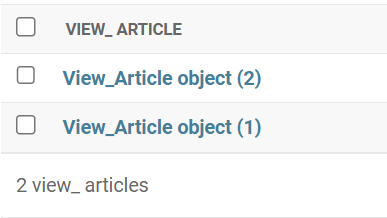 VIEW_ ARTICLE
View_Article object (2)
View_Article object (1)
2 view_ articles